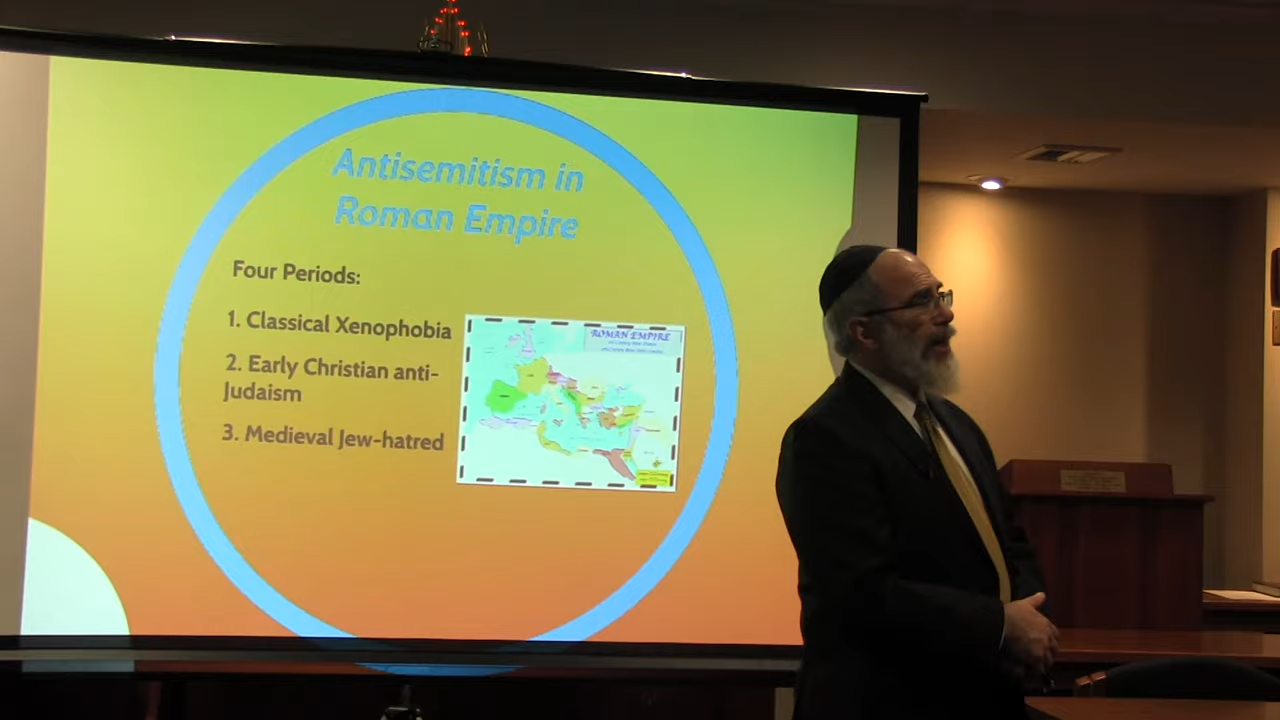 Antisemitism in
Roman Empire
Four Periods:
1. Classical Xenophobia
2. Early Christian anti-
Judaism
3. Medieval Jew-hatred
ROMAN EMPIRE